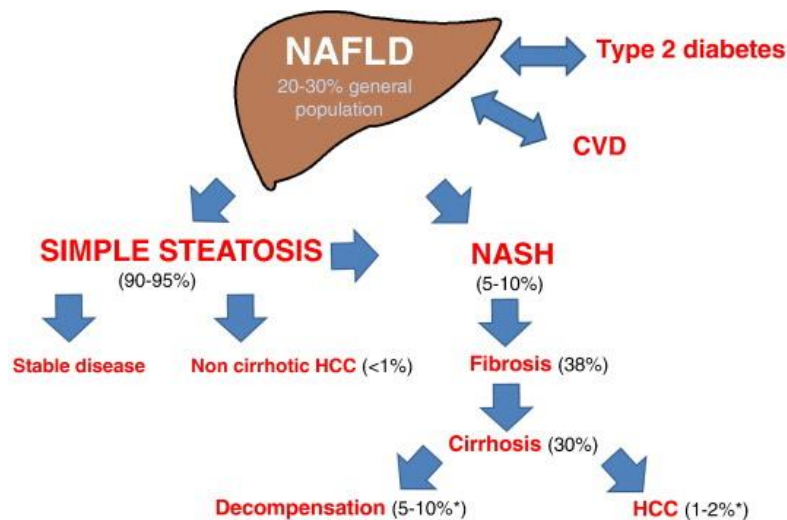 NAFLD
20-30% general
population
Type 2 diabetes
CVD
SIMPLE STEATOSIS
(90-95%)
NASH
(5-10%)
Stable disease
Non cirrhotic HCC (<1%)
Fibrosis (38%)
Cirrhosis (30%)
Decompensation (5-10%*)
HCC (1-2%*)